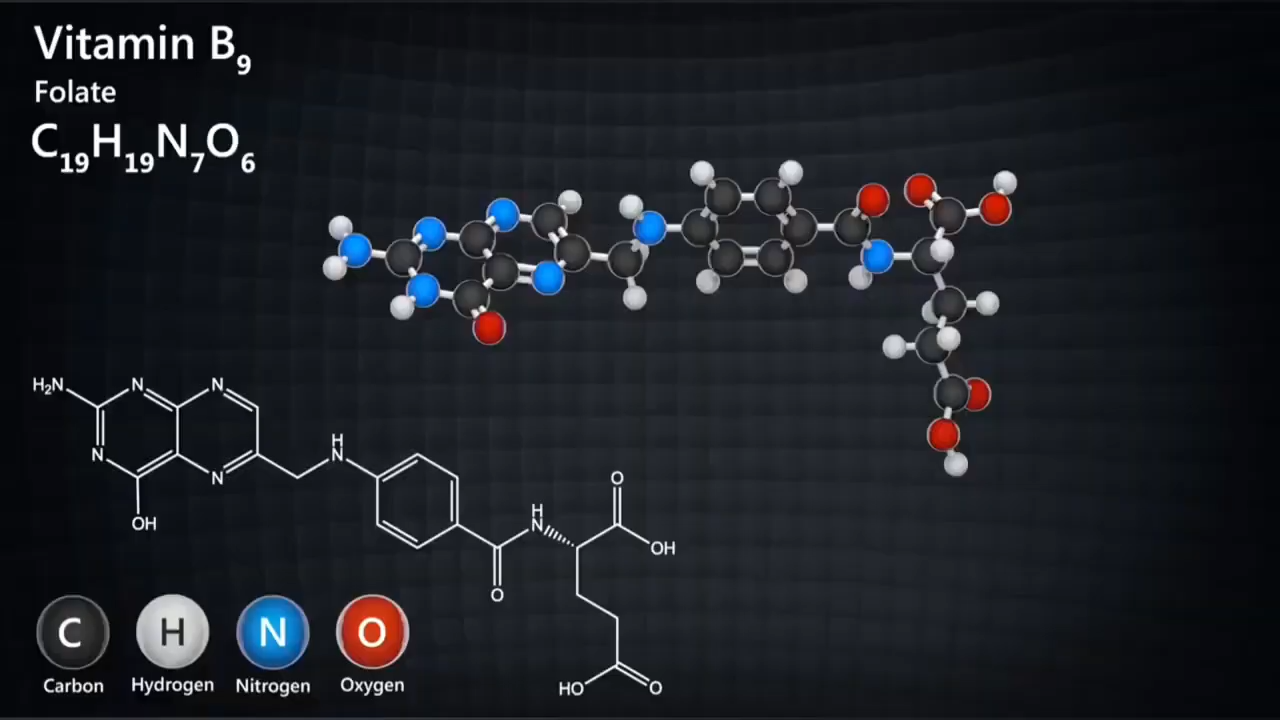 Vitamin B₉
Folate
C₁₉H₁₉N₇O₆
H₂N N N
N N H
N
OH
O
H
N
OH
O
HO O
C H N O
Carbon Hydrogen Nitrogen Oxygen